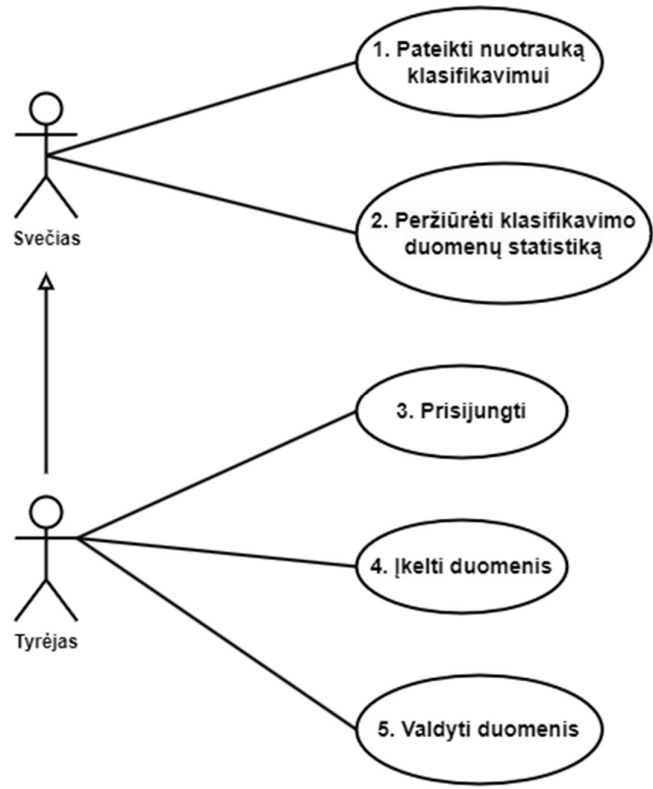 1. Pateikti nuotrauką
klasifikavimui
Svečias
2. Peržiūrėti klasifikavimo
duomenų statistiką
3. Prisijungti
4. Įkelti duomenis
Tyrėjas
5. Valdyti duomenis